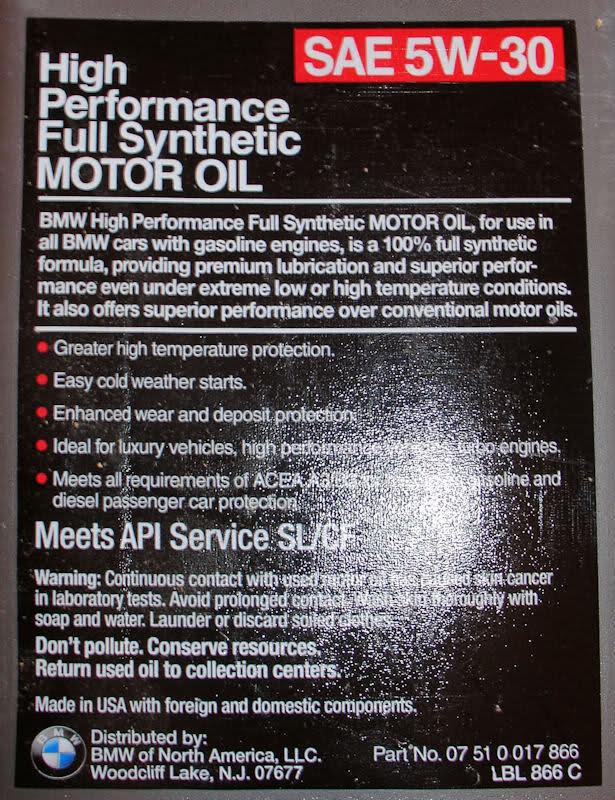 SAE 5W-30
High
Performance
Full Synthetic
MOTOR OIL
BMW High Performance Full Synthetic MOTOR OIL, for use in
all BMW cars with gasoline engines, is a 100% full synthetic
formula, providing premium lubrication and superior perfor-
mance even under extreme low or high temperature conditions.
It also offers superior performance over conventional motor oils.
• Greater high temperature protection.
• Easy cold weather starts.
• Enhanced wear and deposit protection.
• Ideal for luxury vehicles, high performance turbo engines.
• Meets all requirements of ACEA gasoline and
diesel passenger car protection
Meets API Service SL/CF
Warning: Continuous contact with used motor oil has caused skin cancer
in laboratory tests. Avoid prolonged contact. Wash skin thoroughly with
soap and water. Launder or discard soiled clothes.
Don't pollute. Conserve resources.
Return used oil to collection centers.
Made in USA with foreign and domestic components.
BMW
Distributed by:
BMW of North America, LLC.
Woodcliff Lake, N.J. 07677
Part No. 07 51 0 017 866
LBL 866 C